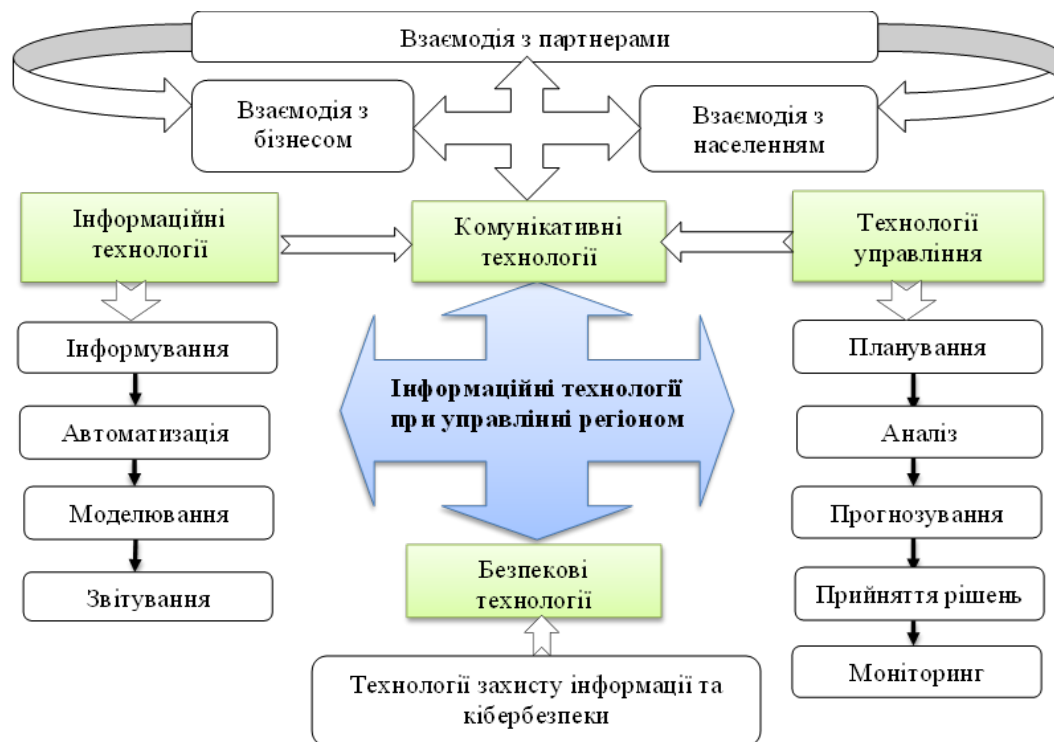 Взаємодія з партнерами
Взаємодія з
бізнесом
Взаємодія з
населенням
Інформаційні
технології
Комунікативні
технології
Технології
управління
Інформування
Автоматизація
Моделювання
Звітування
Інформаційні технології
при управлінні регіоном
Планування
Аналіз
Прогнозування
Прийняття рішень
Моніторинг
Безпекові
технології
Технології захисту інформації та
кібербезпеки